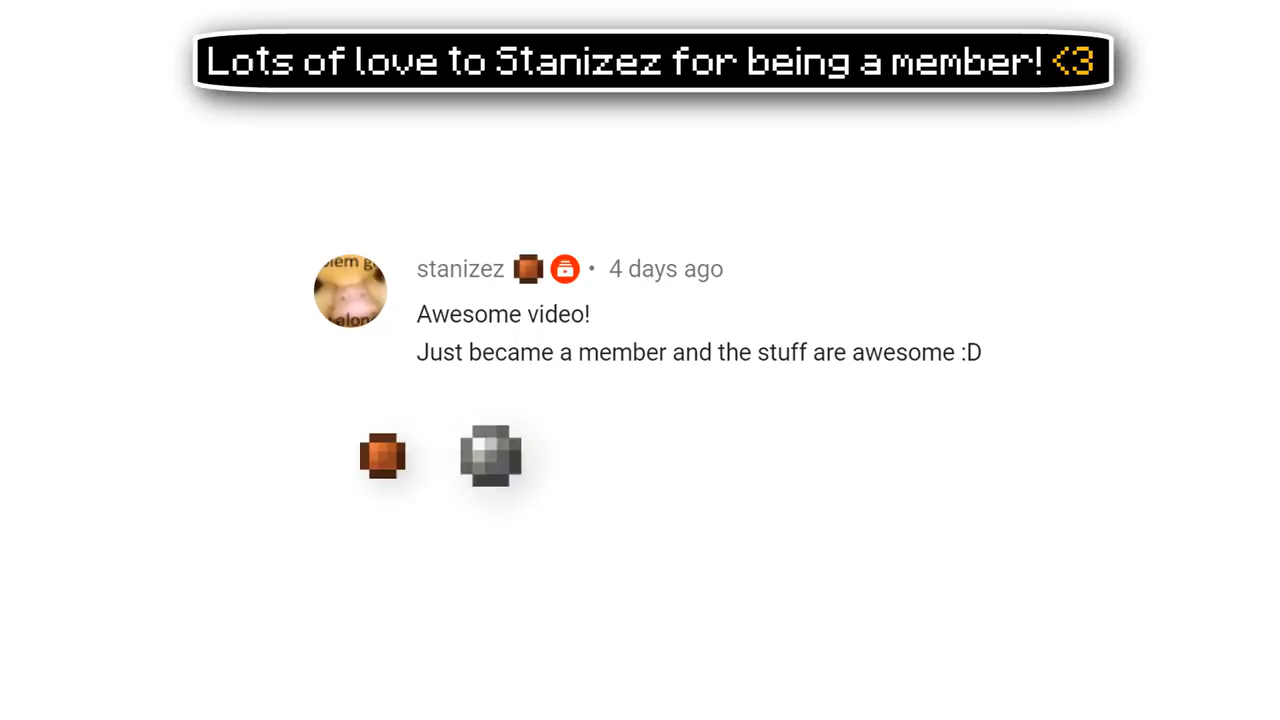 Lots of love to Stanizez for being a member! <3
stanizez • 4 days ago
Awesome video!
Just became a member and the stuff are awesome :D